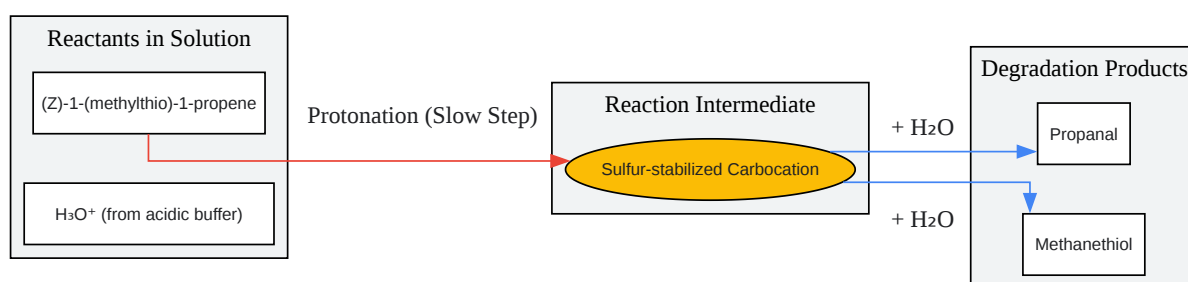 Reactants in Solution
(Z)-1-(methylthio)-1-propene
H₃O⁺ (from acidic buffer)
Protonation (Slow Step)
Reaction Intermediate
Sulfur-stabilized Carbocation
+ H₂O
+ H₂O
Degradation Products
Propanal
Methanethiol